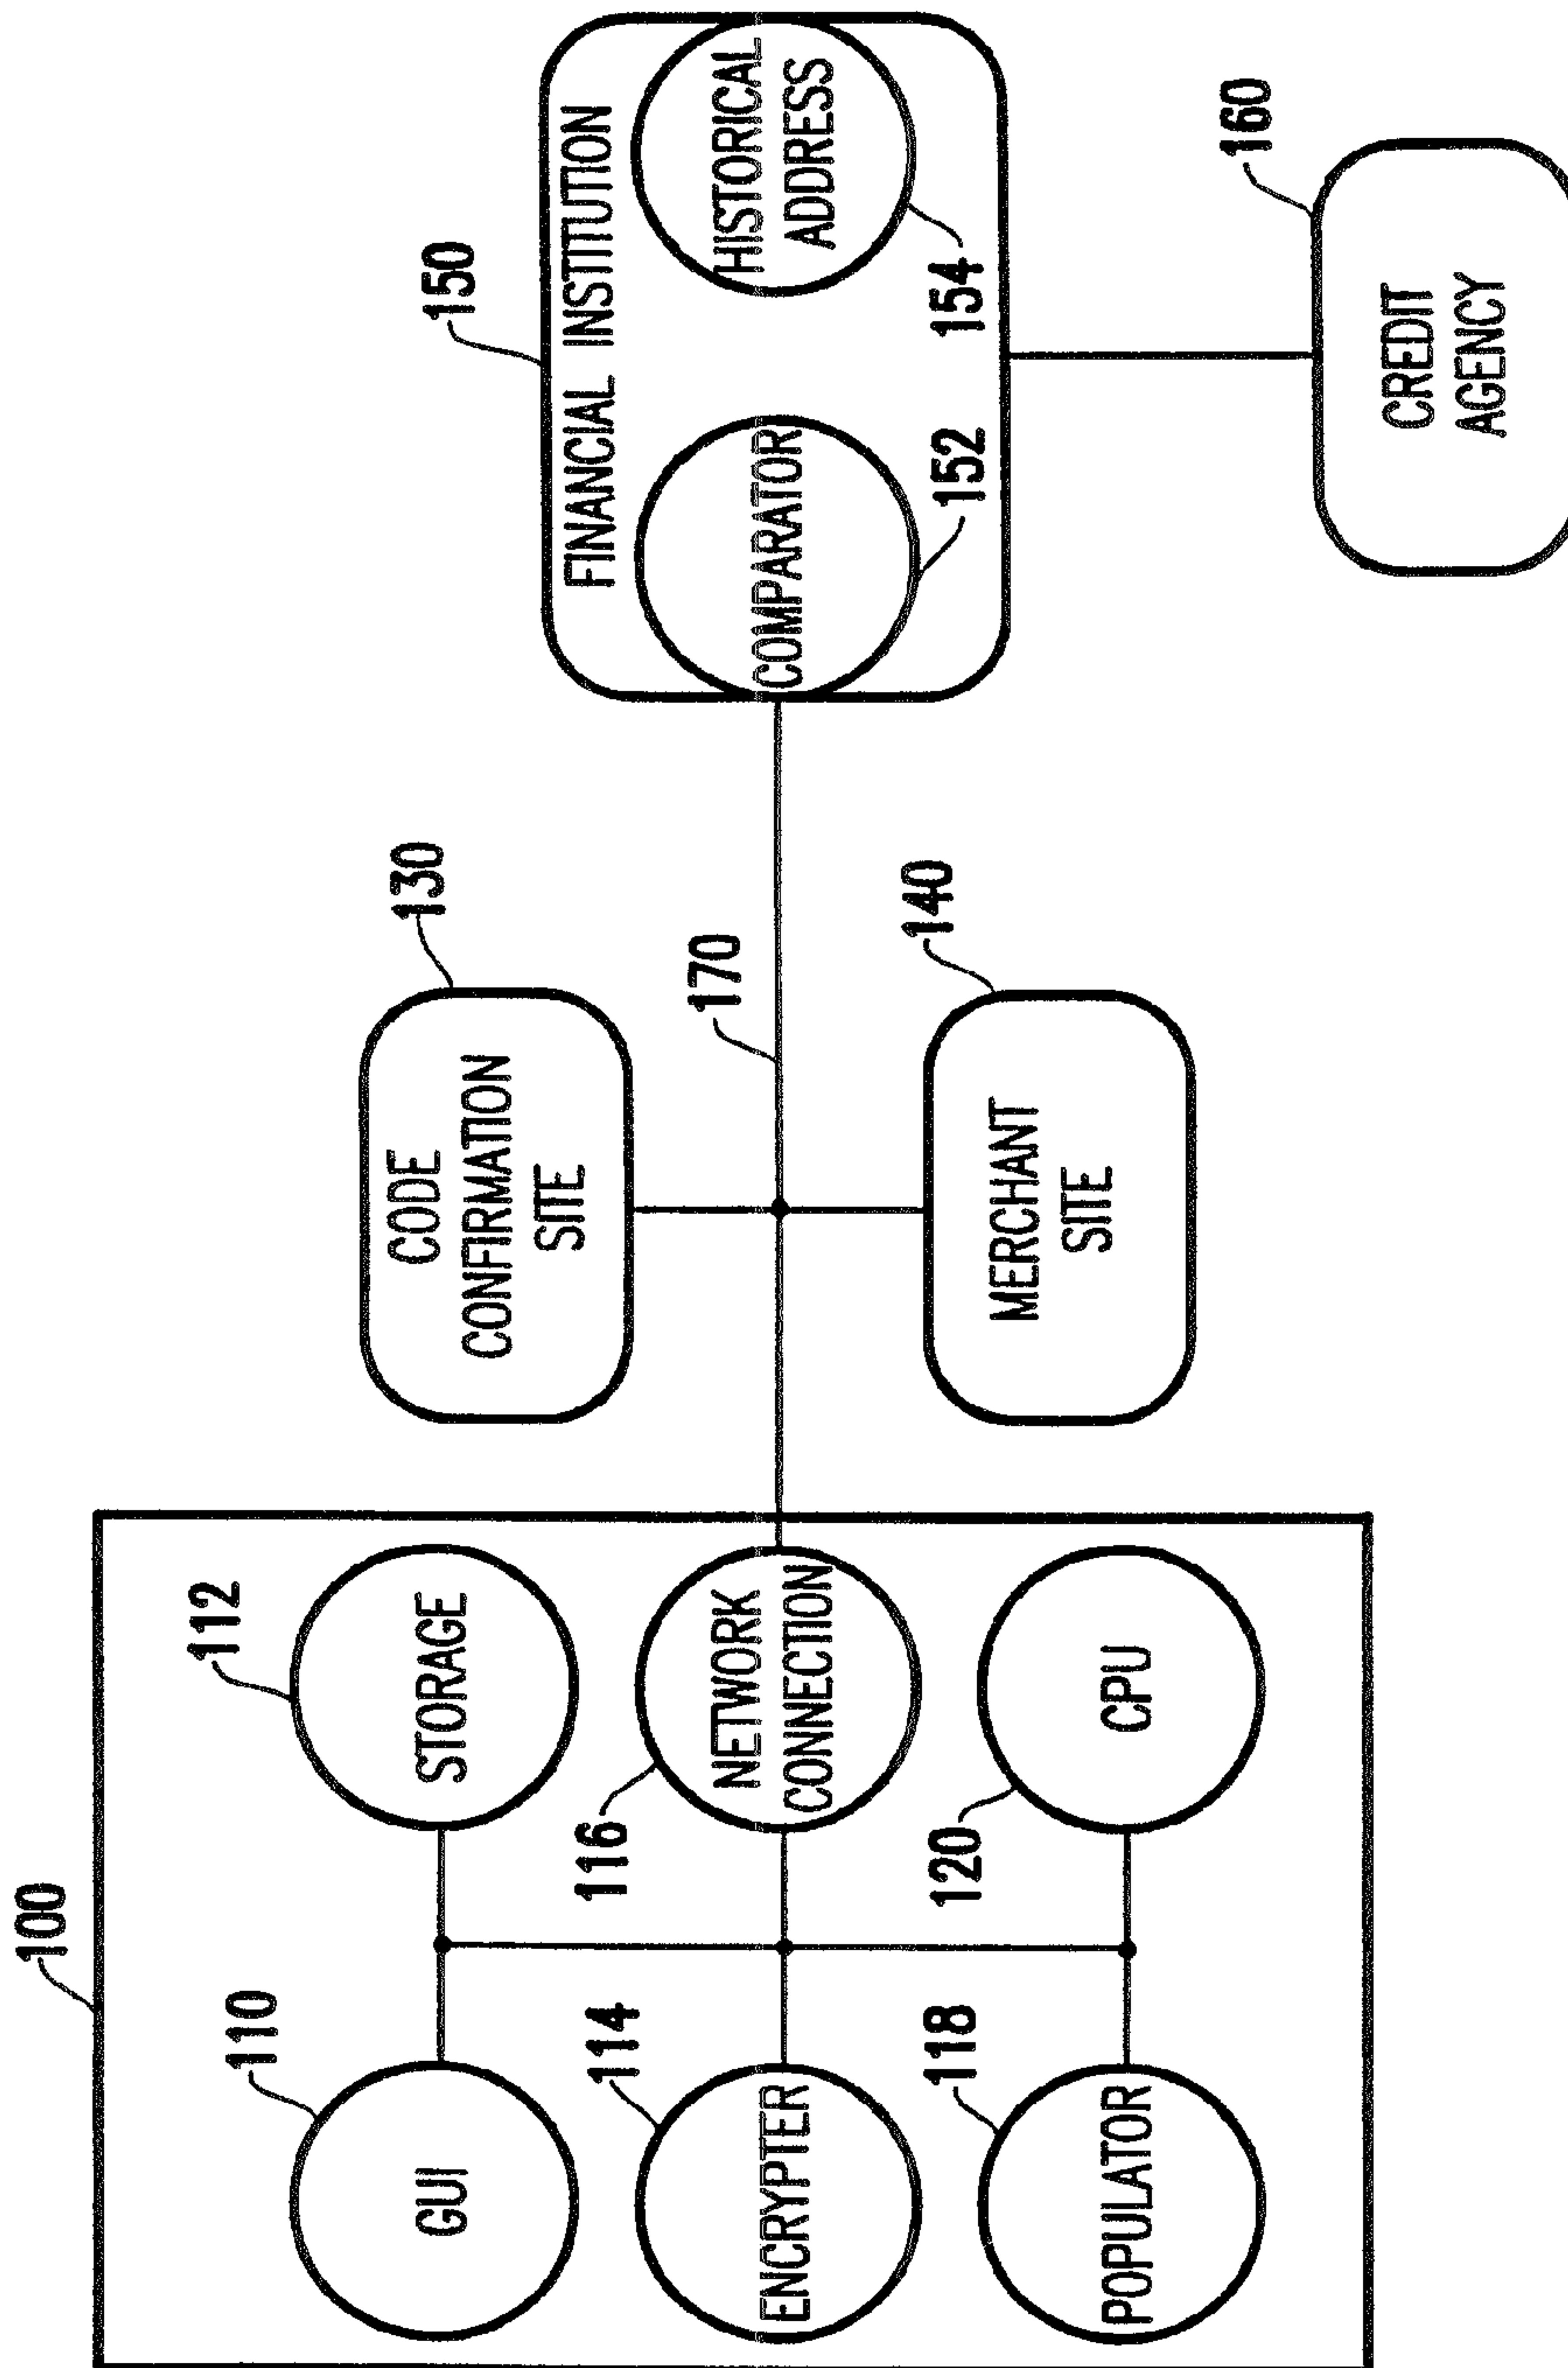 100
110
GUI
112
STORAGE
114
ENCRYPTER
116
NETWORK
CONNECTION
118
POPULATOR
120
CPU
130
CODE
CONFIRMATION
SITE
170
140
MERCHANT
SITE
150
FINANCIAL INSTITUTION
COMPARATOR
152
HISTORICAL
ADDRESS
154
160
CREDIT
AGENCY